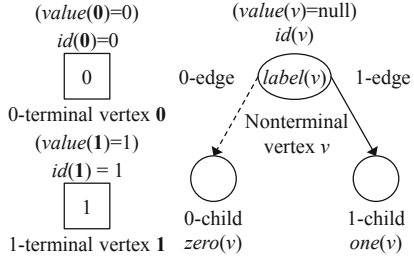 (value(0)=0)
id(0)=0
0
0-terminal vertex 0
(value(1)=1)
id(1) = 1
1
1-terminal vertex 1
(value(v)=null)
id(v)
0-edge
label(v)
1-edge
Nonterminal
vertex v
0-child
zero(v)
1-child
one(v)